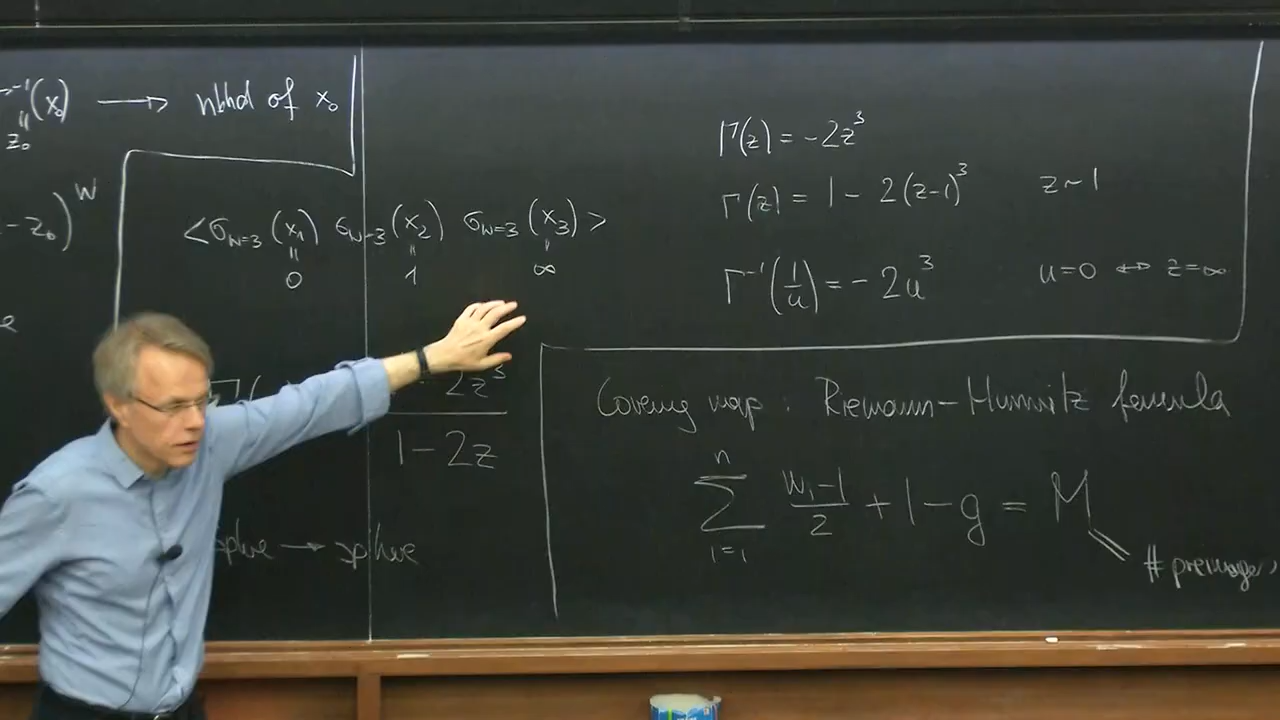 ⁻¹(x₀) ⟶ nbhd of x₀
||
z₀
- z₀)ʷ
<σ_{w=3}(x₁) σ_{w=3}(x₂) σ_{w=3}(x₃)>
|| || ||
0 1 ∞
e
Γ(
- 2z³
1 - 2z
sphere → sphere
Γ(z) = -2z³
Γ(z) = 1 - 2(z-1)³ z~1
Γ⁻¹(1/u) = -2u³ u=0 ↔ z=∞
Covering map : Riemann-Hurwitz formula
∑_{i=1}^{n} (w_i - 1)/2 + 1 - g = M
# preimages